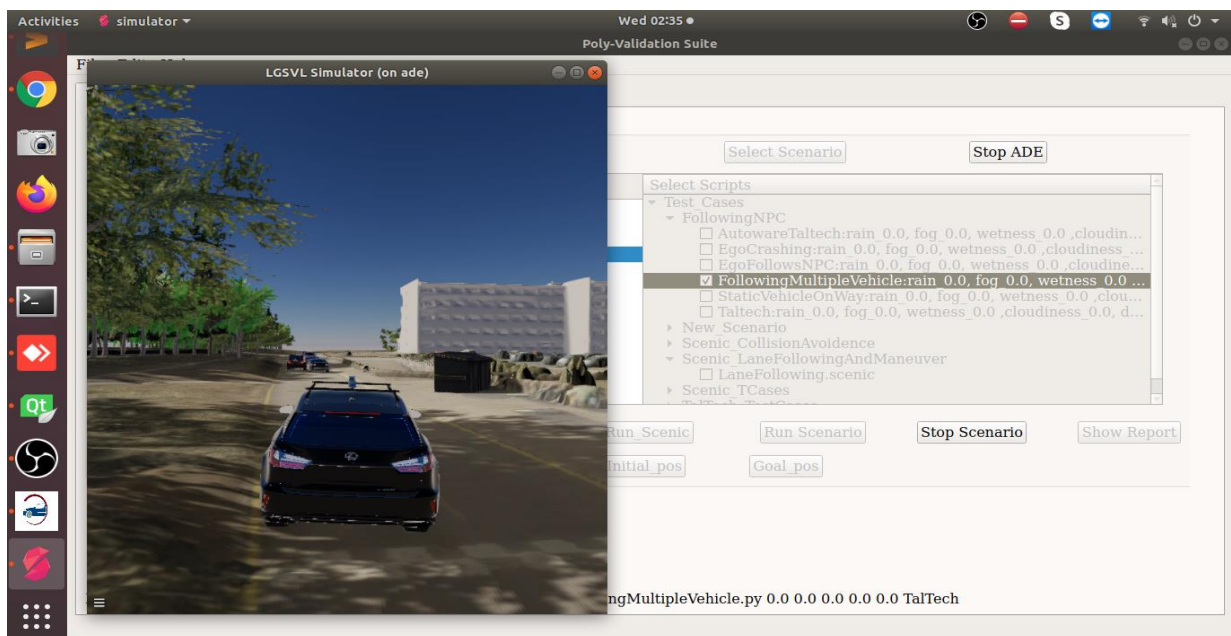 Activities simulator Wed 02:35
Poly-Validation Suite
LGSVL Simulator (on ade)
Select Scenario Stop ADE
Select Scripts
Test_Cases
FollowingNPC
AutowareTaltech:rain_0.0, fog_0.0, wetness_0.0 ,cloudin...
EgoCrashing:rain_0.0, fog_0.0, wetness_0.0 ,cloudiness_...
EgoFollowsNPC:rain_0.0, fog_0.0, wetness_0.0 ,cloudine...
FollowingMultipleVehicle:rain_0.0, fog_0.0, wetness_0.0 ...
StaticVehicleOnWay:rain_0.0, fog_0.0, wetness_0.0 ,clou...
Taltech:rain_0.0, fog_0.0, wetness_0.0 ,cloudiness_0.0, d...
New_Scenario
Scenic_CollisionAvoidence
Scenic_LaneFollowingAndManeuver
LaneFollowing.scenic
Scenic_TCases
Run_Scenic Run Scenario Stop Scenario Show Report
Initial_pos Goal_pos
ngMultipleVehicle.py 0.0 0.0 0.0 0.0 0.0 TalTech
Qt